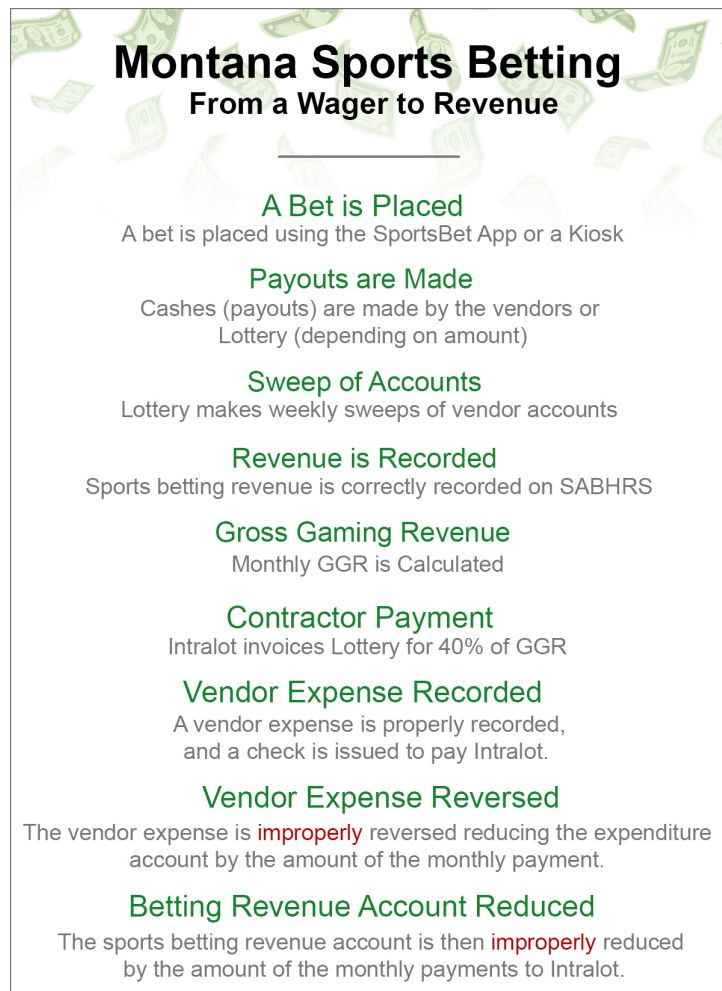 Montana Sports Betting
From a Wager to Revenue
A Bet is Placed
A bet is placed using the SportsBet App or a Kiosk
Payouts are Made
Cashes (payouts) are made by the vendors or
Lottery (depending on amount)
Sweep of Accounts
Lottery makes weekly sweeps of vendor accounts
Revenue is Recorded
Sports betting revenue is correctly recorded on SABHRS
Gross Gaming Revenue
Monthly GGR is Calculated
Contractor Payment
Intralot invoices Lottery for 40% of GGR
Vendor Expense Recorded
A vendor expense is properly recorded,
and a check is issued to pay Intralot.
Vendor Expense Reversed
The vendor expense is improperly reversed reducing the expenditure
account by the amount of the monthly payment.
Betting Revenue Account Reduced
The sports betting revenue account is then improperly reduced
by the amount of the monthly payments to Intralot.